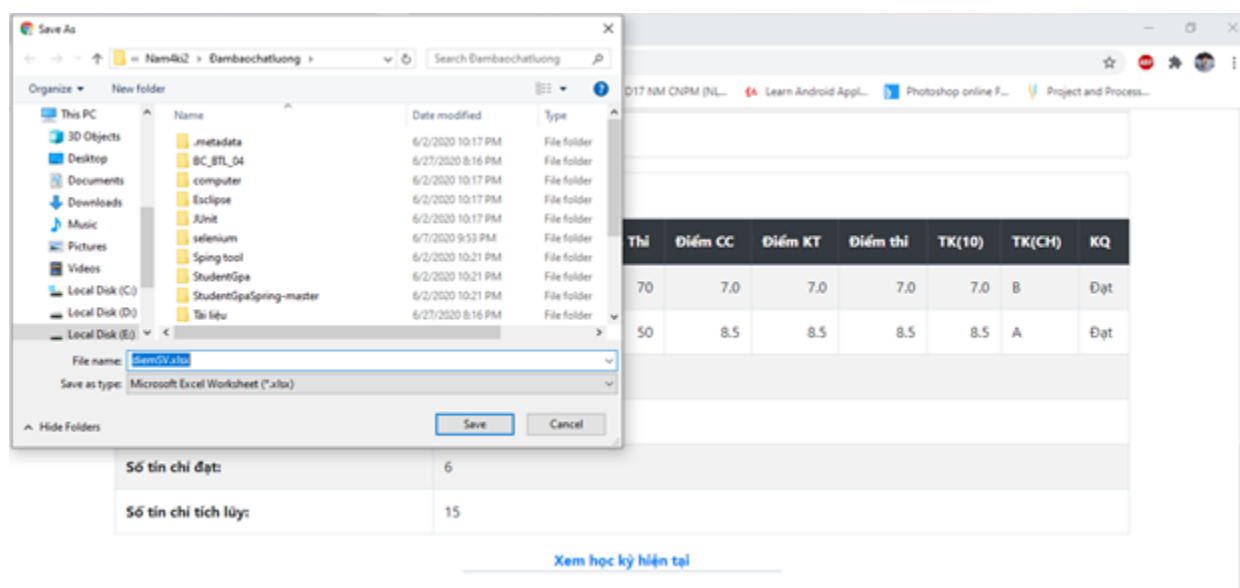 Save As
« Nam4ki2 › Đambaochatluong ›
Search Đambaochatluong
Organize
New folder
D17 NM CNPM (NL...
Learn Android Appl...
Photoshop online F...
Project and Process...
This PC
3D Objects
Desktop
Documents
Downloads
Music
Pictures
Videos
Local Disk (C:)
Local Disk (D:)
Local Disk (E:)
Name Date modified Type
.metadata 6/2/2020 10:17 PM File folder
BC_BTL_04 6/27/2020 8:16 PM File folder
computer 6/2/2020 10:17 PM File folder
Esclipse 6/2/2020 10:17 PM File folder
JUnit 6/2/2020 10:17 PM File folder
selenium 6/7/2020 9:53 PM File folder
Sping tool 6/2/2020 10:21 PM File folder
StudentGpa 6/2/2020 10:21 PM File folder
StudentGpaSpring-master 6/2/2020 10:21 PM File folder
Tài liệu 6/27/2020 8:16 PM File folder
File name: diemSV.xlsx
Save as type: Microsoft Excel Worksheet (*.xlsx)
Hide Folders
Save
Cancel
Thi Điểm CC Điểm KT Điểm thi TK(10) TK(CH) KQ
70 7.0 7.0 7.0 7.0 B Đạt
50 8.5 8.5 8.5 8.5 A Đạt
Số tín chỉ đạt: 6
Số tín chỉ tích lũy: 15
Xem học kỳ hiện tại